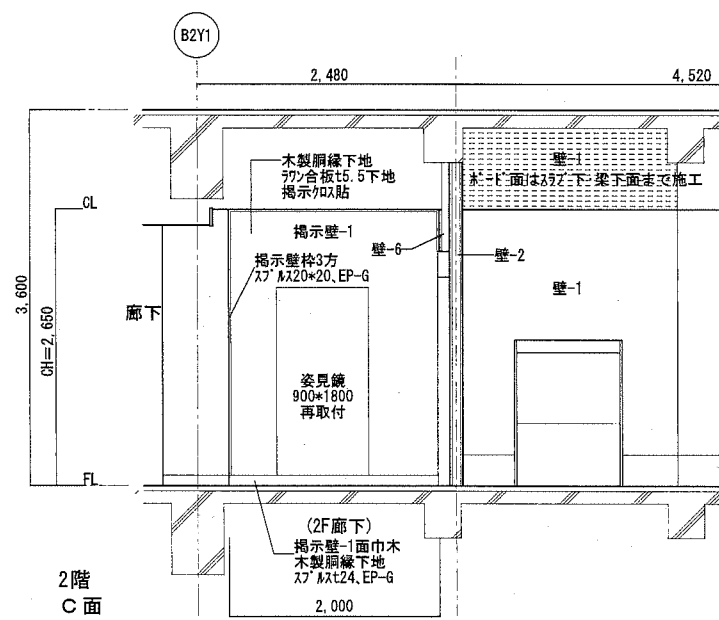 B2Y1
2,480
4,520
木製胴縁下地
ラワン合板t5.5下地
掲示クロス貼
壁-1
ボード面はスラブ下・梁下面まで施工
CL
掲示壁-1
壁-6
壁-2
掲示壁枠3方
スプルス20*20、EP-G
壁-1
3,600
CH=2,650
廊下
姿見鏡
900*1800
再取付
FL
(2F廊下)
掲示壁-1面巾木
木製胴縁下地
スプルスt24、EP-G
2階
C面
2,000